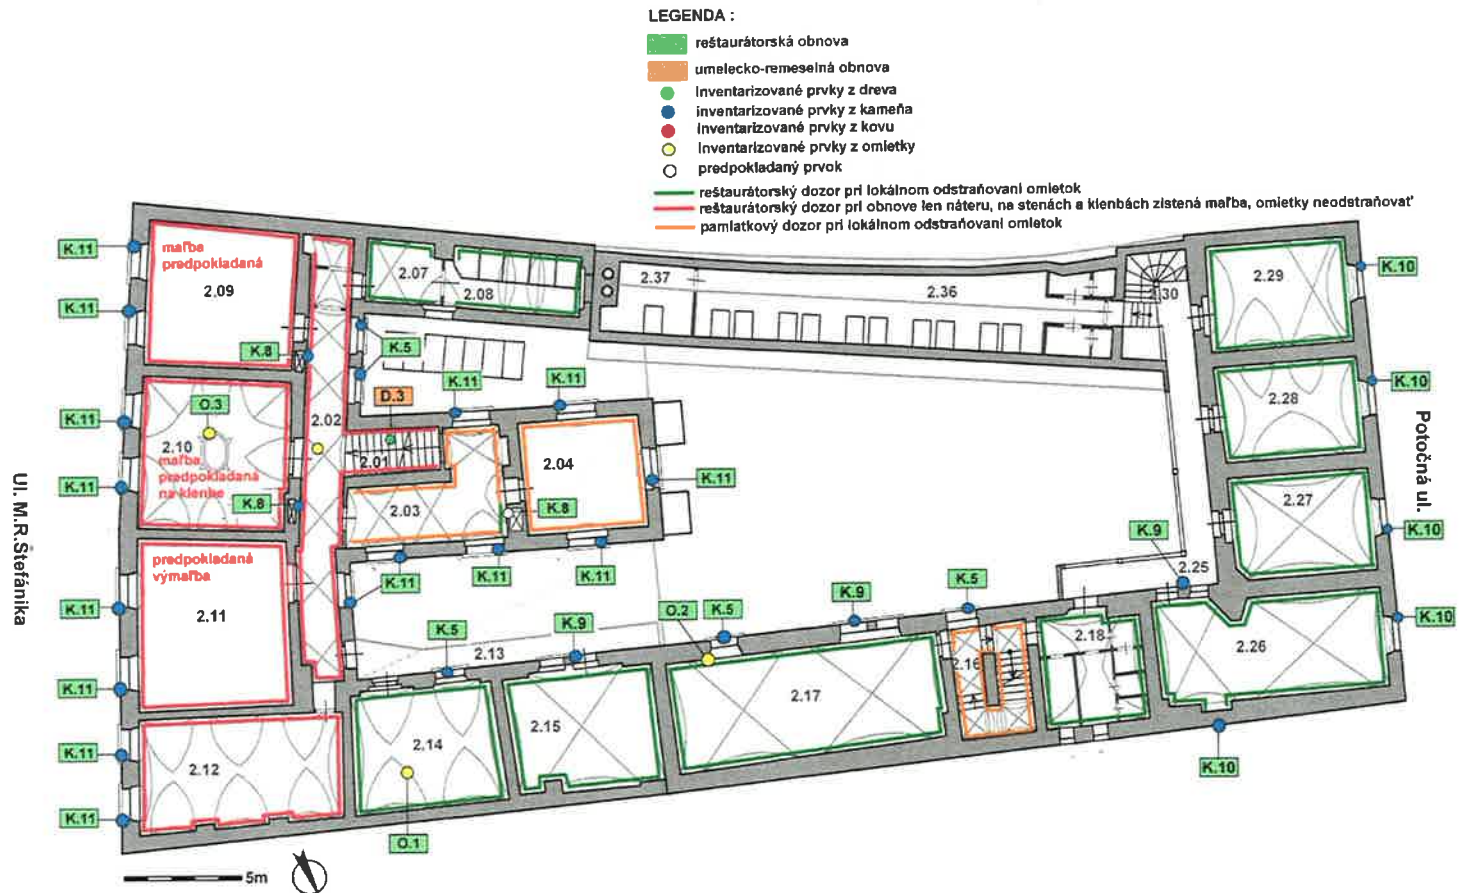 LEGENDA :
reštaurátorská obnova
umelecko-remeselná obnova
Inventarizované prvky z dreva
inventarizované prvky z kameňa
Inventarizované prvky z kovu
Inventarizované prvky z omietky
predpokladaný prvok
reštaurátorský dozor pri lokálnom odstraňovaní omietok
reštaurátorský dozor pri obnove len náteru, na stenách a klenbách zistená maľba, omietky neodstraňovať
pamiatkový dozor pri lokálnom odstraňovaní omietok
K.11
maľba
predpokladaná
2.09
2.07
2.08
2.37
2.36
2.30
2.29
K.10
K.11
K.8
K.5
K.11
K.11
D.3
O.3
K.11
2.10
maľba
predpokladaná
na klenbe
2.02
2.01
2.04
2.28
K.10
Potočná ul.
K.11
K.8
2.03
K.8
K.11
2.27
K.10
Ul. M.R.Štefánika
predpokladaná
výmaľba
2.11
K.11
K.11
K.11
K.11
K.9
2.25
K.5
K.9
O.2
K.5
K.9
K.5
2.13
2.16
2.18
2.26
K.10
K.11
2.17
2.15
2.14
2.12
K.11
K.11
O.1
K.10
5m